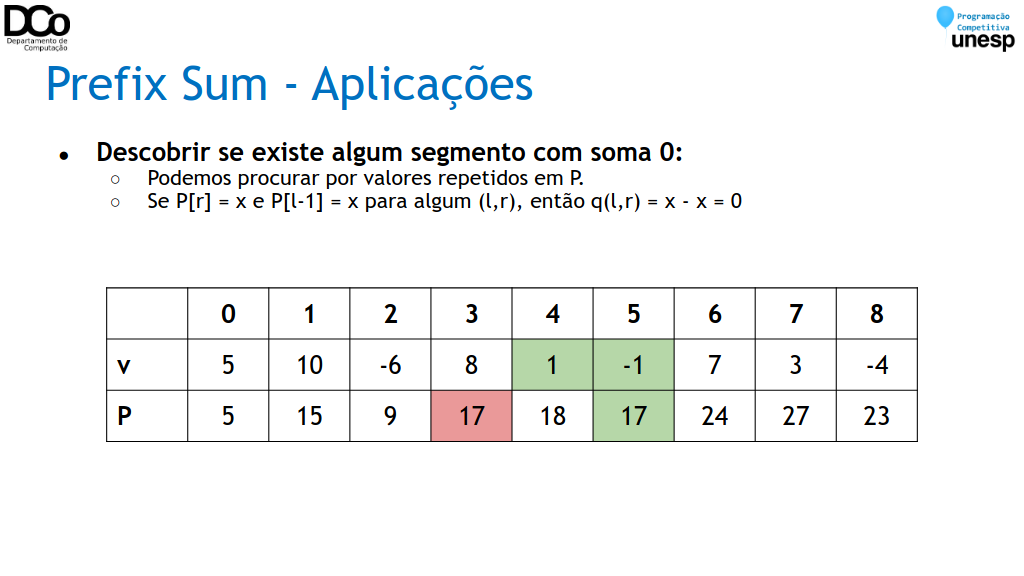 DCo
Departamento de
Computação
Programação
Competitiva
unesp
Prefix Sum - Aplicações
● Descobrir se existe algum segmento com soma 0:
○ Podemos procurar por valores repetidos em P.
○ Se P[r] = x e P[l-1] = x para algum (l,r), então q(l,r) = x - x = 0
0 1 2 3 4 5 6 7 8
v 5 10 -6 8 1 -1 7 3 -4
P 5 15 9 17 18 17 24 27 23